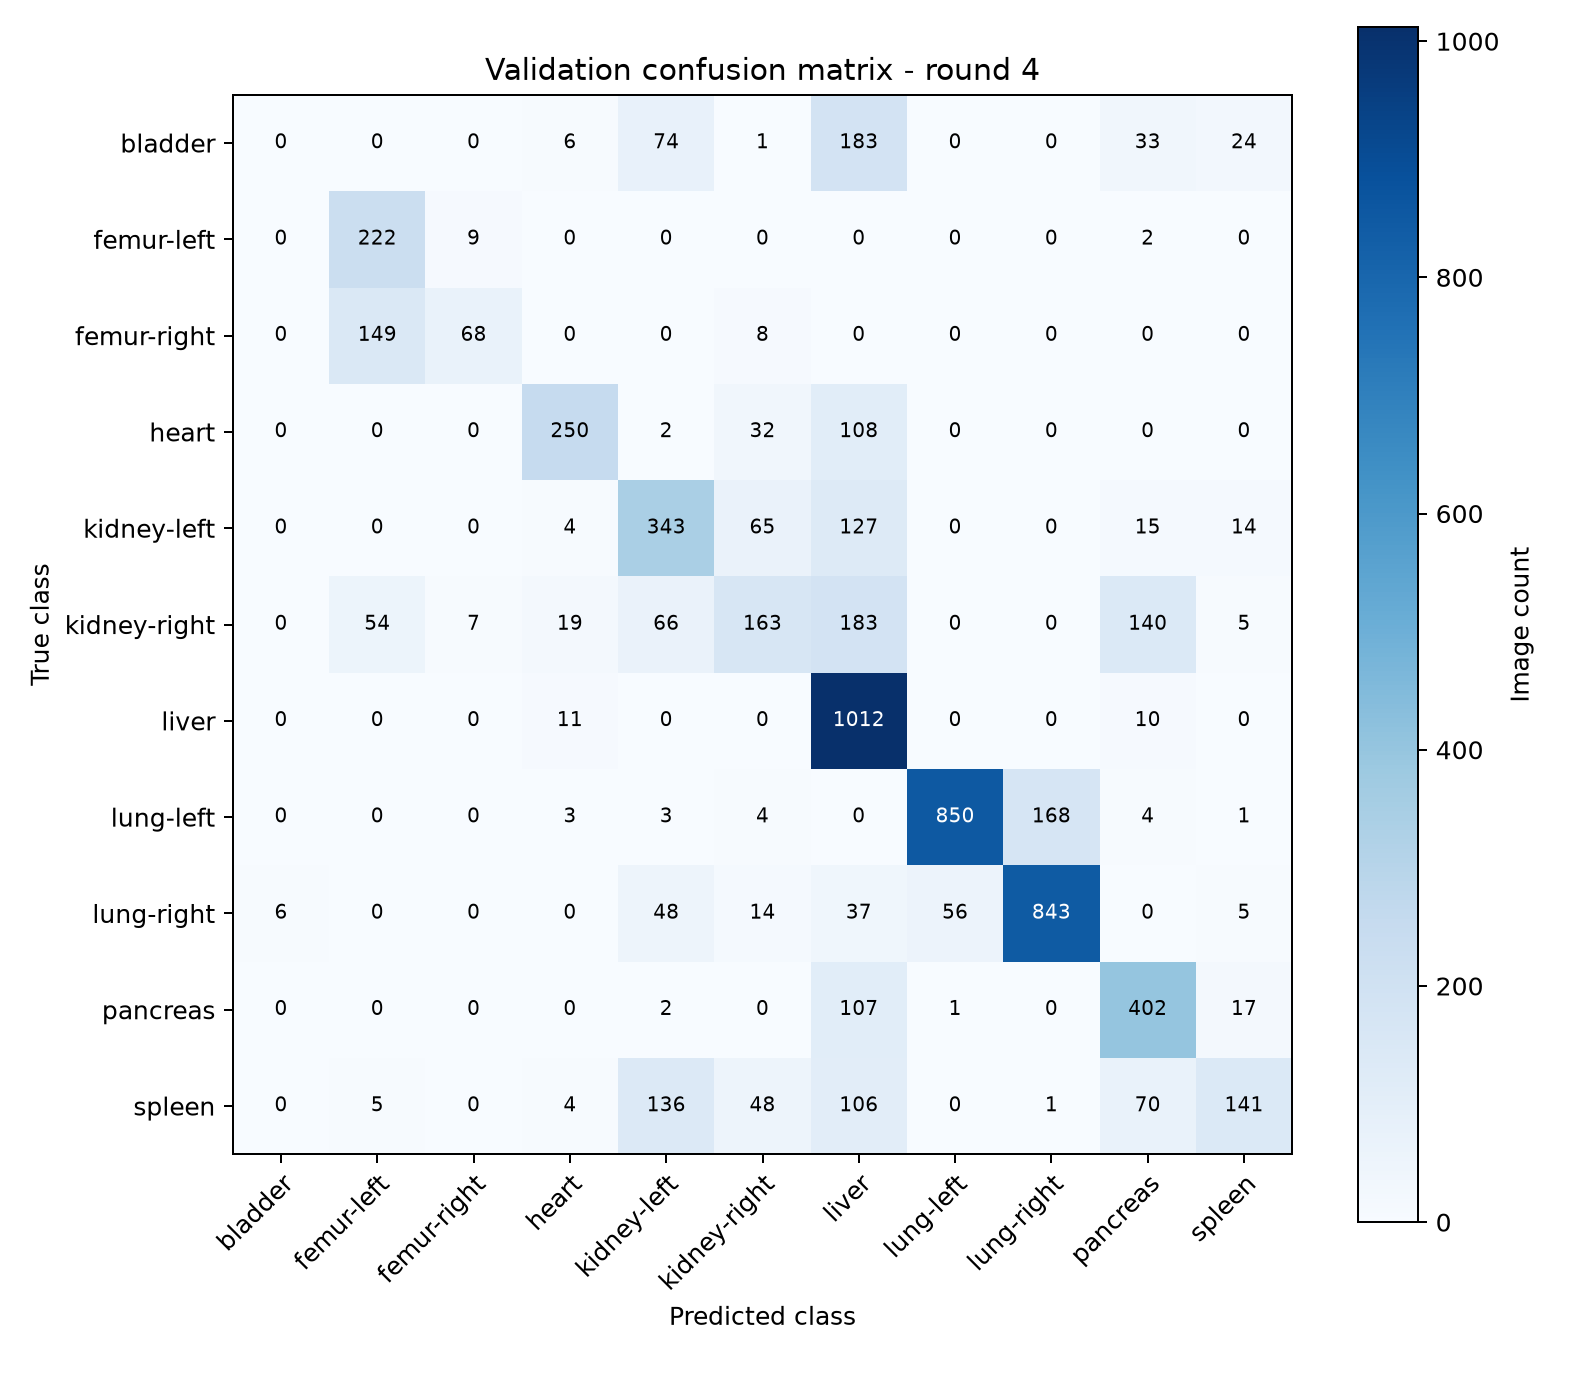 Validation confusion matrix - round 4
bladder 0 0 0 6 74 1 183 0 0 33 24
femur-left 0 222 9 0 0 0 0 0 0 2 0
femur-right 0 149 68 0 0 8 0 0 0 0 0
heart 0 0 0 250 2 32 108 0 0 0 0
kidney-left 0 0 0 4 343 65 127 0 0 15 14
kidney-right 0 54 7 19 66 163 183 0 0 140 5
liver 0 0 0 11 0 0 1012 0 0 10 0
lung-left 0 0 0 3 3 4 0 850 168 4 1
lung-right 6 0 0 0 48 14 37 56 843 0 5
pancreas 0 0 0 0 2 0 107 1 0 402 17
spleen 0 5 0 4 136 48 106 0 1 70 141
bladder femur-left femur-right heart kidney-left kidney-right liver lung-left lung-right pancreas spleen
Predicted class
True class
1000
800
600
400
200
0
Image count